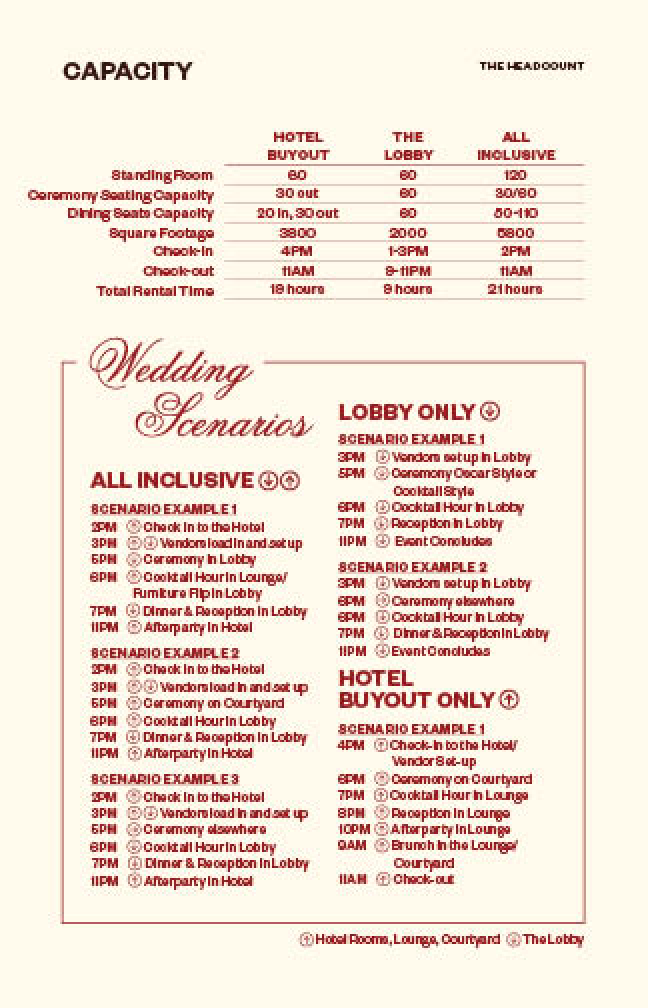 CAPACITY
THE HEADCOUNT
HOTEL BUYOUT THE LOBBY ALL INCLUSIVE
Standing Room 60 60 120
Ceremony Seating Capacity 30 out 60 30/60
Dining Seats Capacity 20 in, 30 out 60 50-110
Square Footage 3800 2000 5800
Check-in 4PM 1-3PM 2PM
Check-out 11AM 9-11PM 11AM
Total Rental Time 19 hours 9 hours 21 hours
Wedding
Scenarios
ALL INCLUSIVE ↓ ↑
SCENARIO EXAMPLE 1
2PM ↑ Check in to the Hotel
3PM ↑ ↓ Vendors load in and set up
5PM ↓ Ceremony in Lobby
6PM ↑ Cocktail Hour in Lounge/
Furniture Flip in Lobby
7PM ↓ Dinner & Reception in Lobby
11PM ↑ Afterparty in Hotel
SCENARIO EXAMPLE 2
2PM ↑ Check in to the Hotel
3PM ↑ ↓ Vendors load in and set up
5PM ↑ Ceremony on Courtyard
6PM ↑ Cocktail Hour in Lobby
7PM ↓ Dinner & Reception in Lobby
11PM ↑ Afterparty in Hotel
SCENARIO EXAMPLE 3
2PM ↑ Check in to the Hotel
3PM ↑ ↓ Vendors load in and set up
5PM Ceremony elsewhere
6PM ↓ Cocktail Hour in Lobby
7PM ↓ Dinner & Reception in Lobby
11PM ↑ Afterparty in Hotel
LOBBY ONLY ↓
SCENARIO EXAMPLE 1
3PM ↓ Vendors set up in Lobby
5PM ↓ Ceremony Oscar Style or
Cocktail Style
6PM ↓ Cocktail Hour in Lobby
7PM ↓ Reception in Lobby
11PM ↓ Event Concludes
SCENARIO EXAMPLE 2
3PM ↓ Vendors set up in Lobby
6PM Ceremony elsewhere
6PM ↓ Cocktail Hour in Lobby
7PM ↓ Dinner & Reception in Lobby
11PM ↓ Event Concludes
HOTEL
BUYOUT ONLY ↑
SCENARIO EXAMPLE 1
4PM ↑ Check-in to the Hotel/
Vendor Set-up
6PM ↑ Ceremony on Courtyard
7PM ↑ Cocktail Hour in Lounge
8PM ↑ Reception in Lounge
10PM ↑ Afterparty in Lounge
9AM ↑ Brunch in the Lounge/
Courtyard
11AM ↑ Check-out
↑ Hotel Rooms, Lounge, Courtyard ↓ The Lobby